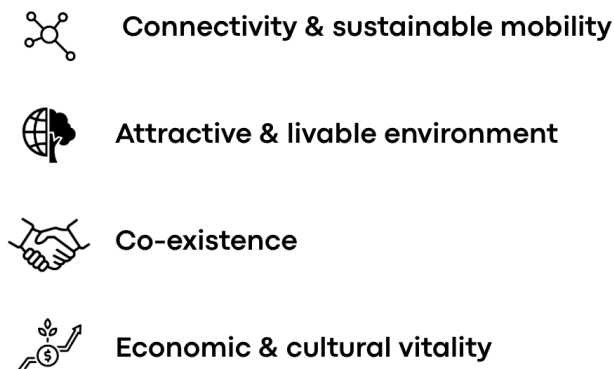 Connectivity & sustainable mobility
Attractive & livable environment
Co-existence
$
Economic & cultural vitality